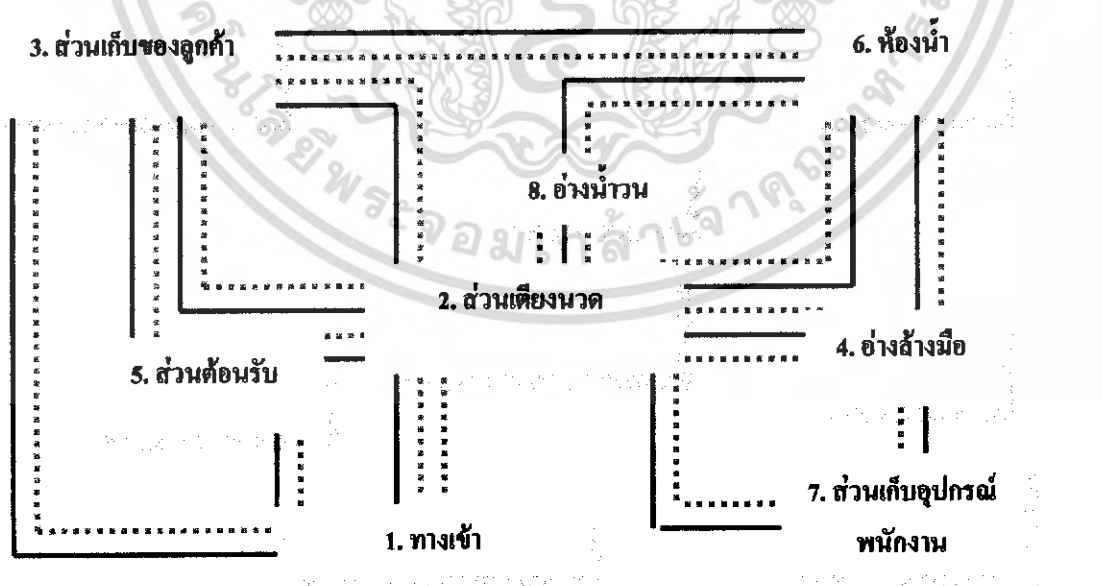 3. ส่วนเก็บของลูกค้า
6. ห้องน้ำ
8. อ่างน้ำวน
2. ส่วนเตียงนวด
4. อ่างล้างมือ
5. ส่วนต้อนรับ
7. ส่วนเก็บอุปกรณ์
พนักงาน
1. ทางเข้า